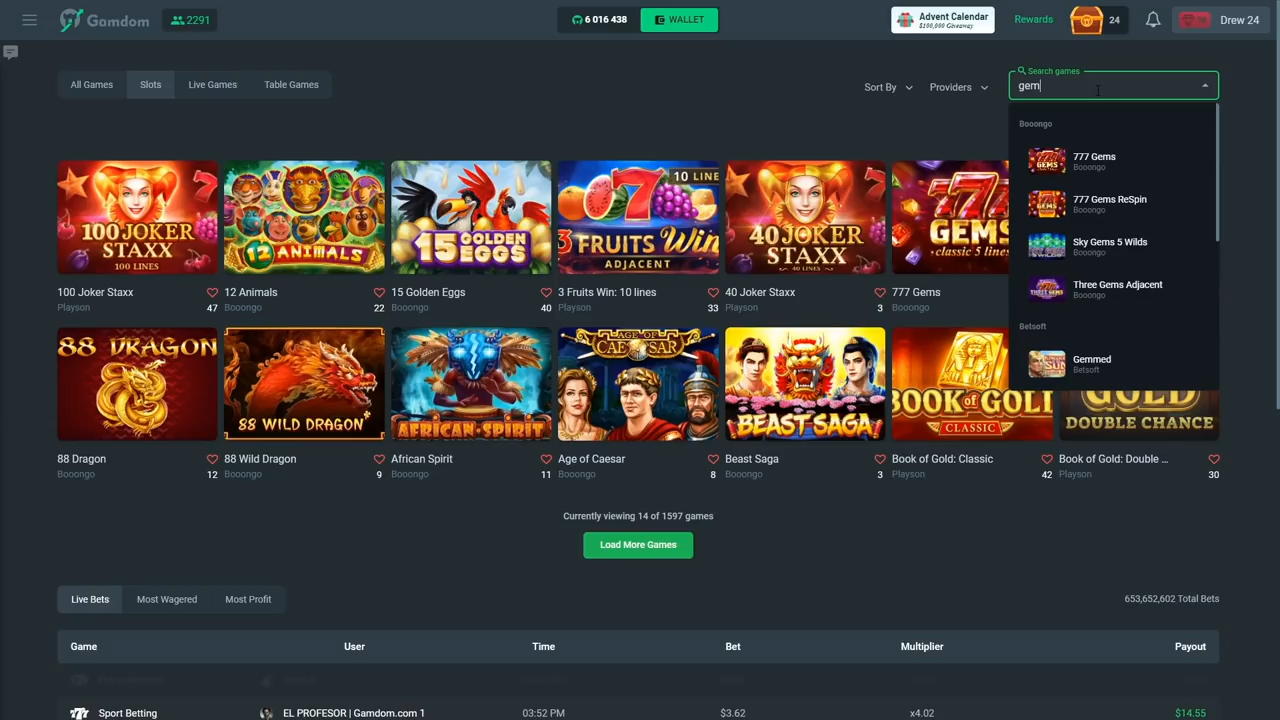 Gamdom
2291
6 016 438
WALLET
Advent Calendar
$100,000 Giveaway
Rewards
24
Drew 24
All Games
Slots
Live Games
Table Games
Sort By
Providers
Search games
gem
Booongo
777 Gems
Booongo
777 Gems ReSpin
Booongo
Sky Gems 5 Wilds
Booongo
Three Gems Adjacent
Booongo
Betsoft
Gemmed
Betsoft
100 JOKER
STAXX
100 LINES
12 ANIMALS
15 GOLDEN
EGGS
10 LINE
3 FRUITS Win
ADJACENT
40 JOKER
STAXX
40 LINES
777
GEMS
classic 5 lines
100 Joker Staxx
Playson
47
12 Animals
Booongo
22
15 Golden Eggs
Booongo
40
3 Fruits Win: 10 lines
Playson
33
40 Joker Staxx
Playson
3
777 Gems
Booongo
88 DRAGON
88 WILD DRAGON
AFRICAN SPIRIT
AGE OF
CAESAR
BEAST SAGA
BOOK OF GOLD
CLASSIC
GOLD
DOUBLE CHANCE
88 Dragon
Booongo
12
88 Wild Dragon
Booongo
9
African Spirit
Booongo
11
Age of Caesar
Booongo
8
Beast Saga
Booongo
3
Book of Gold: Classic
Playson
42
Book of Gold: Double ...
Playson
30
Currently viewing 14 of 1597 games
Load More Games
Live Bets
Most Wagered
Most Profit
653,652,602 Total Bets
Game
User
Time
Bet
Multiplier
Payout
Sport Betting
EL PROFESOR | Gamdom.com 1
03:52 PM
$3.62
x4.02
$14.55